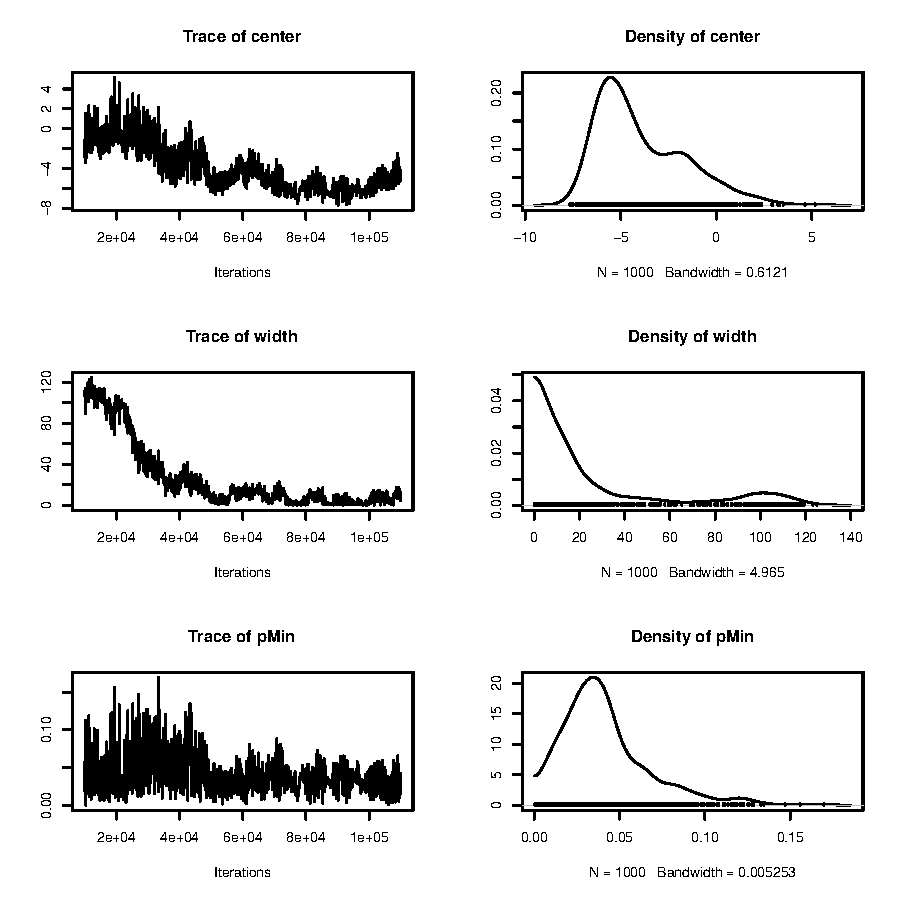 Trace of center
Density of center
4
2
0
−4
−8
2e+04 4e+04 6e+04 8e+04 1e+05
Iterations
0.20
0.10
0.00
−10 −5 0 5
N = 1000 Bandwidth = 0.6121
Trace of width
Density of width
120
80
40
0
2e+04 4e+04 6e+04 8e+04 1e+05
Iterations
0.04
0.02
0.00
0 20 40 60 80 100 120 140
N = 1000 Bandwidth = 4.965
Trace of pMin
Density of pMin
0.10
0.00
2e+04 4e+04 6e+04 8e+04 1e+05
Iterations
20
15
10
5
0
0.00 0.05 0.10 0.15
N = 1000 Bandwidth = 0.005253